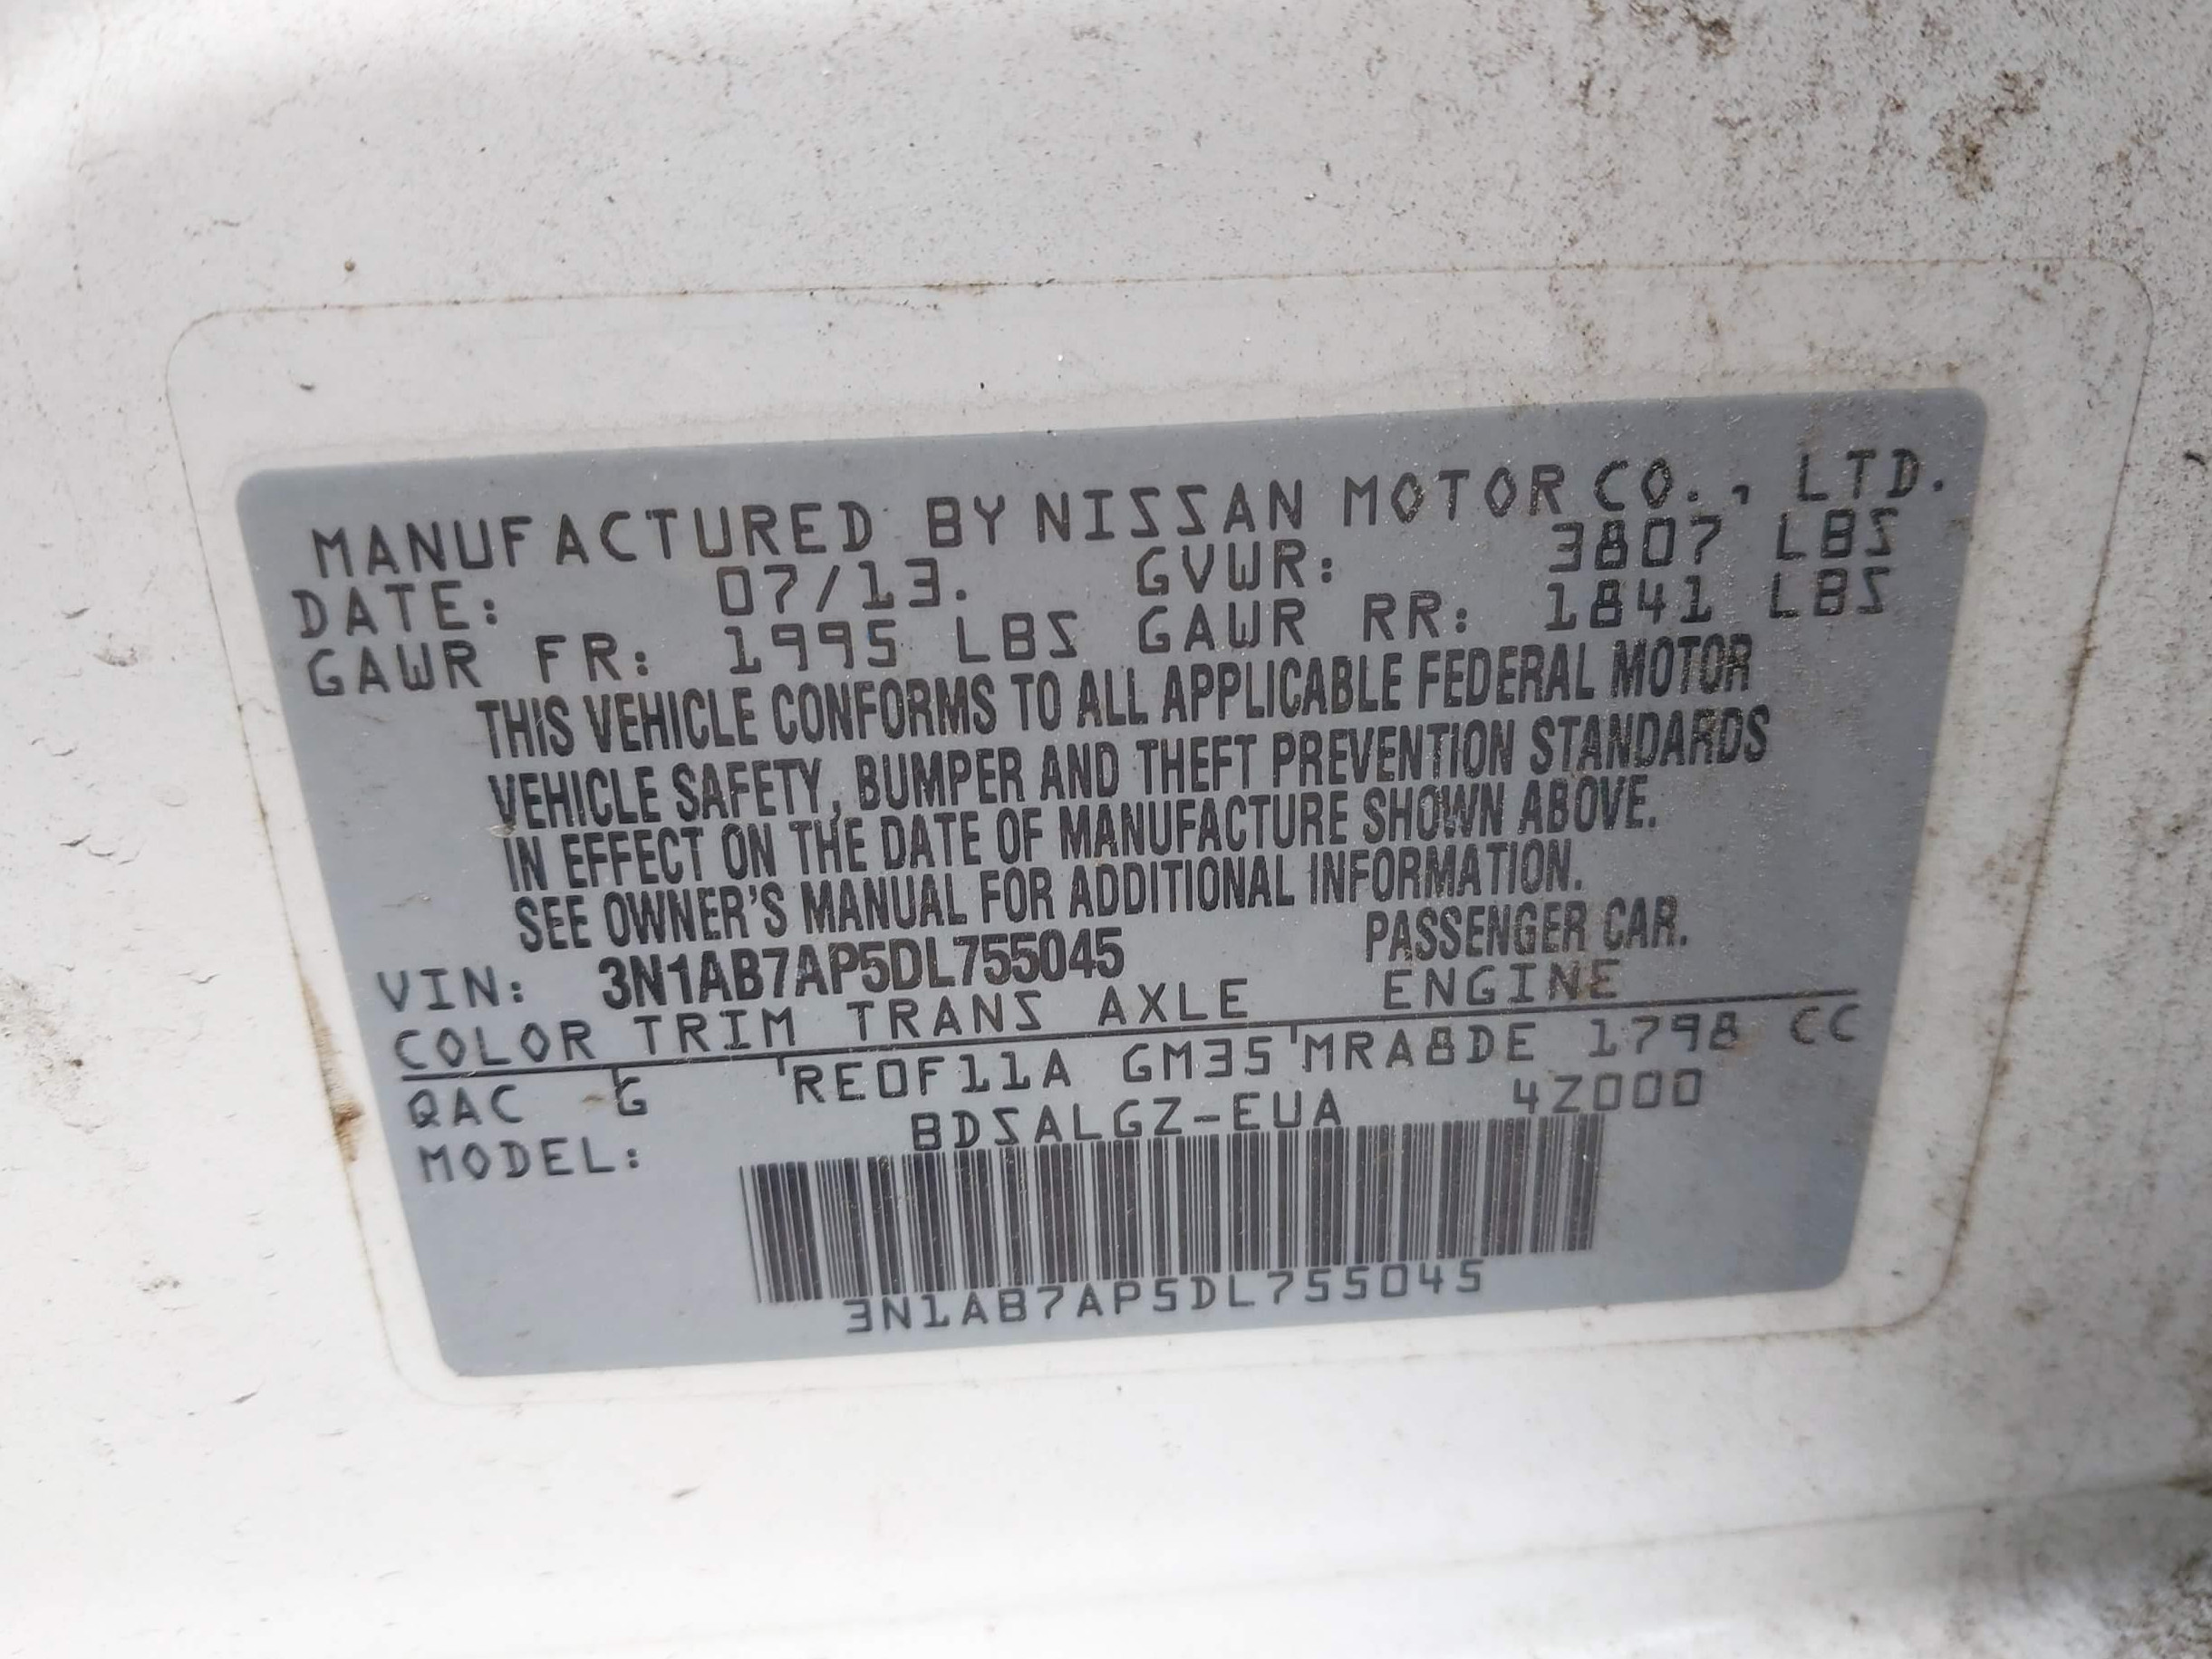 MANUFACTURED BY NISSAN MOTOR CO., LTD.
DATE: 07/13. GVWR: 3807 LBS
GAWR FR: 1995 LBS GAWR RR: 1841 LBS
THIS VEHICLE CONFORMS TO ALL APPLICABLE FEDERAL MOTOR
VEHICLE SAFETY, BUMPER AND THEFT PREVENTION STANDARDS
IN EFFECT ON THE DATE OF MANUFACTURE SHOWN ABOVE.
SEE OWNER'S MANUAL FOR ADDITIONAL INFORMATION.
VIN: 3N1AB7AP5DL755045 PASSENGER CAR.
COLOR TRIM TRANS AXLE ENGINE
QAC G RE0F11A GM35 MRA8DE 1798 CC
MODEL: BDSALGZ-EUA 4Z000
3N1AB7AP5DL755045